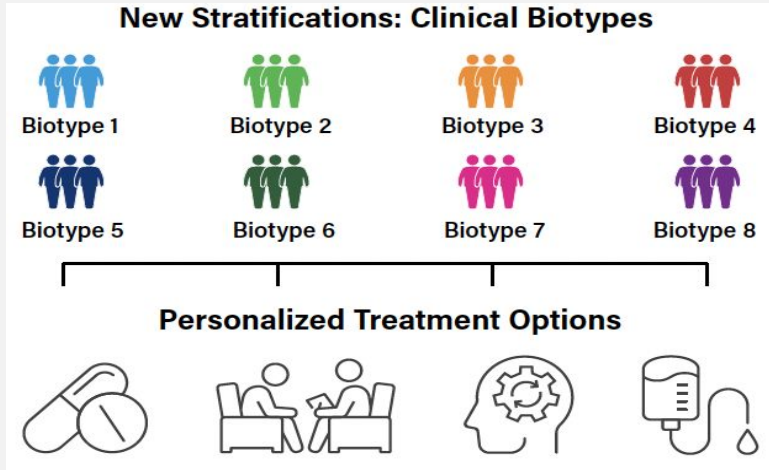 New Stratifications: Clinical Biotypes
Biotype 1 Biotype 2 Biotype 3 Biotype 4
Biotype 5 Biotype 6 Biotype 7 Biotype 8
Personalized Treatment Options